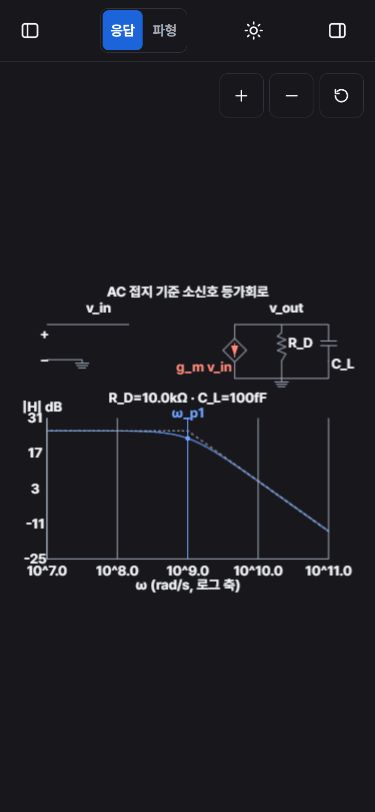 응답 파형
AC 접지 기준 소신호 등가회로
v_in v_out
+
−
R_D
g_m v_in
C_L
R_D=10.0kΩ · C_L=100fF
|H| dB
ω_p1
31
17
3
-11
-25
10^7.0 10^8.0 10^9.0 10^10.0 10^11.0
ω (rad/s, 로그 축)